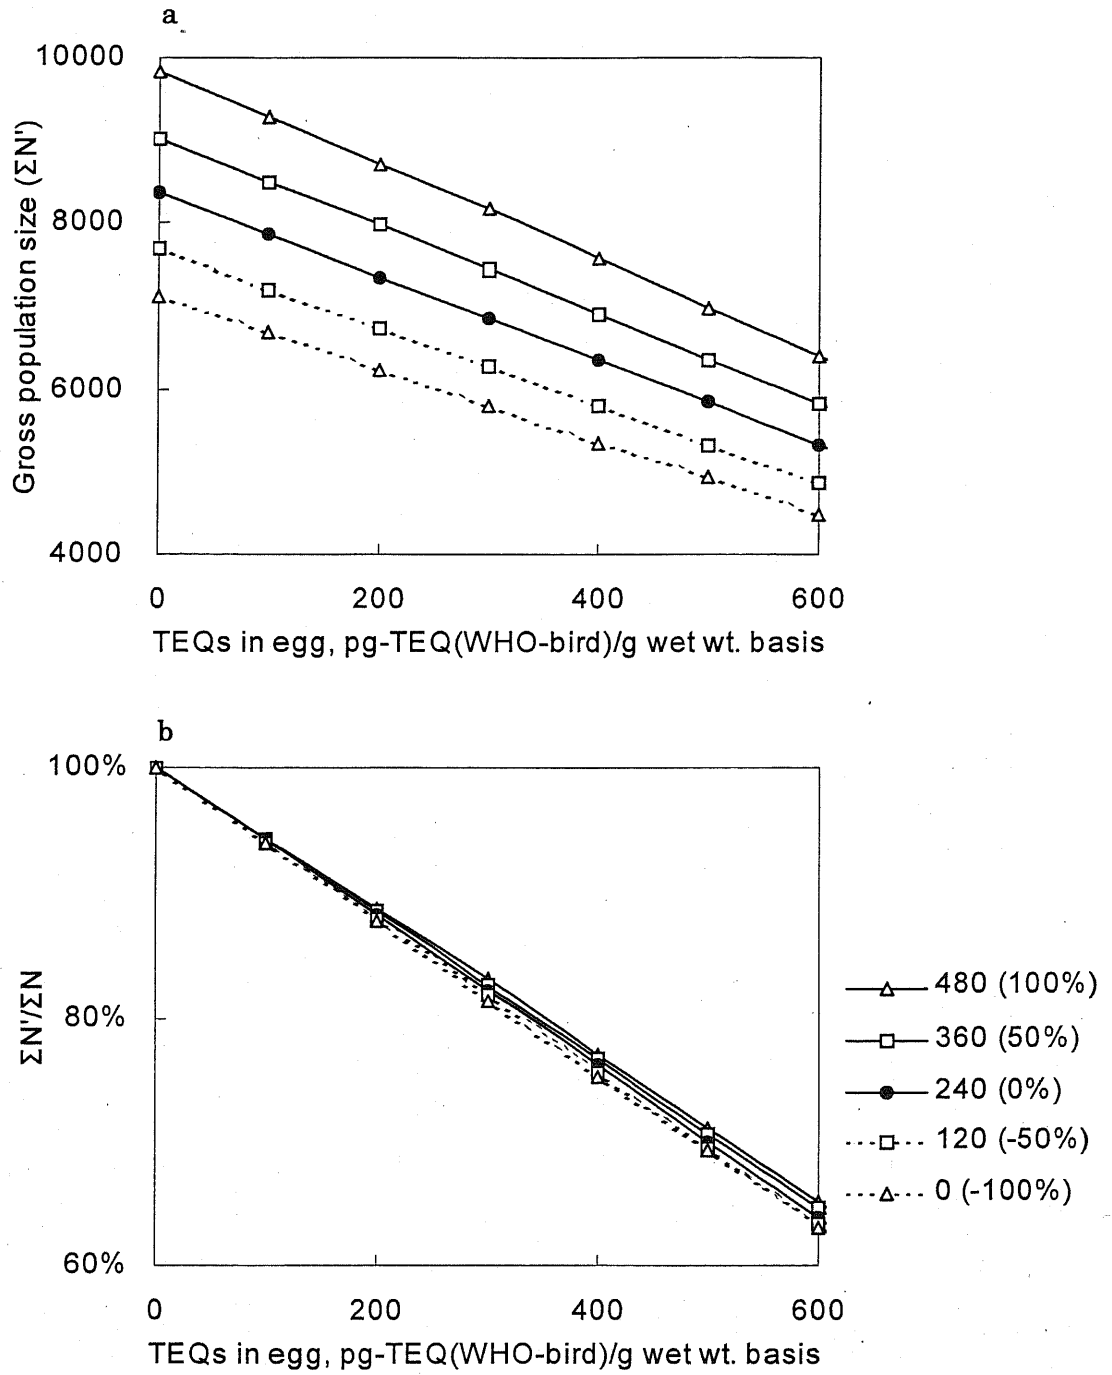 a
10000
8000
6000
4000
Gross population size (ΣN')
0 200 400 600
TEQs in egg, pg-TEQ(WHO-bird)/g wet wt. basis
b
100%
80%
60%
ΣN'/ΣN
480 (100%)
360 (50%)
240 (0%)
120 (-50%)
0 (-100%)
0 200 400 600
TEQs in egg, pg-TEQ(WHO-bird)/g wet wt. basis